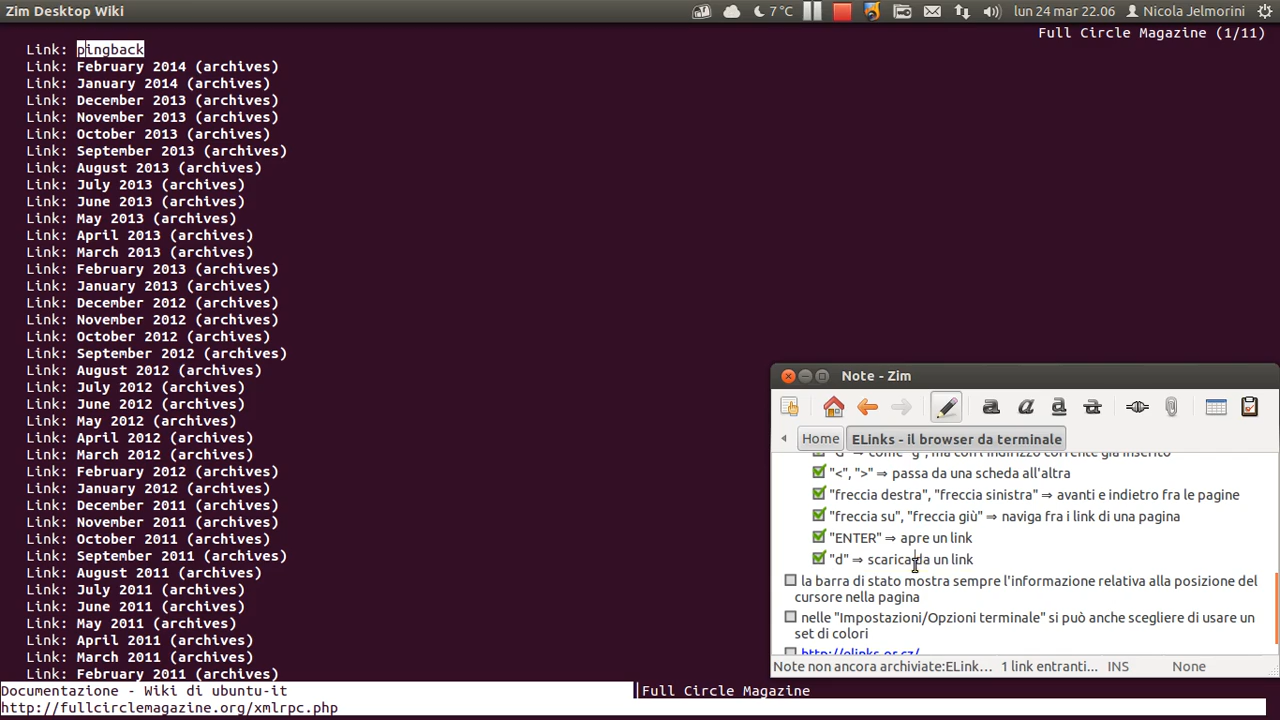 Zim Desktop Wiki
7 °C
lun 24 mar 22.06
Nicola Jelmorini
Full Circle Magazine (1/11)
Link: pingback
Link: February 2014 (archives)
Link: January 2014 (archives)
Link: December 2013 (archives)
Link: November 2013 (archives)
Link: October 2013 (archives)
Link: September 2013 (archives)
Link: August 2013 (archives)
Link: July 2013 (archives)
Link: June 2013 (archives)
Link: May 2013 (archives)
Link: April 2013 (archives)
Link: March 2013 (archives)
Link: February 2013 (archives)
Link: January 2013 (archives)
Link: December 2012 (archives)
Link: November 2012 (archives)
Link: October 2012 (archives)
Link: September 2012 (archives)
Link: August 2012 (archives)
Link: July 2012 (archives)
Link: June 2012 (archives)
Link: May 2012 (archives)
Link: April 2012 (archives)
Link: March 2012 (archives)
Link: February 2012 (archives)
Link: January 2012 (archives)
Link: December 2011 (archives)
Link: November 2011 (archives)
Link: October 2011 (archives)
Link: September 2011 (archives)
Link: August 2011 (archives)
Link: July 2011 (archives)
Link: June 2011 (archives)
Link: May 2011 (archives)
Link: April 2011 (archives)
Link: March 2011 (archives)
Link: February 2011 (archives)
Documentazione - Wiki di ubuntu-it
|Full Circle Magazine
http://fullcirclemagazine.org/xmlrpc.php
Note - Zim
Home
ELinks - il browser da terminale
"G" ⇒ come "g", ma con l'indirizzo corrente già inserito
"<", ">" ⇒ passa da una scheda all'altra
"freccia destra", "freccia sinistra" ⇒ avanti e indietro fra le pagine
"freccia su", "freccia giù" ⇒ naviga fra i link di una pagina
"ENTER" ⇒ apre un link
"d" ⇒ scarica da un link
la barra di stato mostra sempre l'informazione relativa alla posizione del
cursore nella pagina
nelle "Impostazioni/Opzioni terminale" si può anche scegliere di usare un
set di colori
http://elinks.or.cz/
Note non ancora archiviate:ELink...
1 link entranti...
INS
None